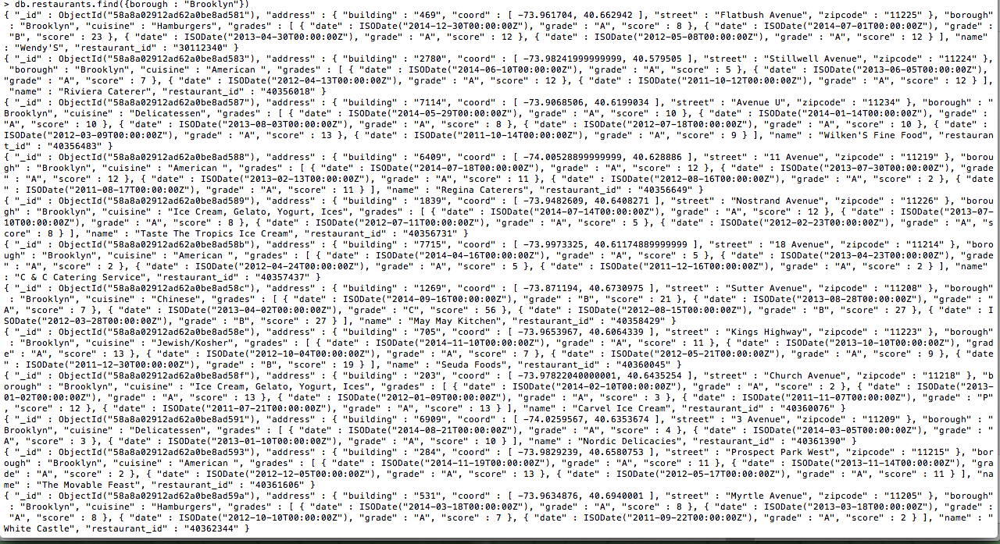 > db.restaurants.find({borough : "Brooklyn"})
{ "_id" : ObjectId("58a8a02912ad62a0be8ad581"), "address" : { "building" : "469", "coord" : [ -73.961704, 40.662942 ], "street" : "Flatbush Avenue", "zipcode" : "11225" }, "borough"
 : "Brooklyn", "cuisine" : "Hamburgers", "grades" : [ { "date" : ISODate("2014-12-30T00:00:00Z"), "grade" : "A", "score" : 8 }, { "date" : ISODate("2014-07-01T00:00:00Z"), "grade" :
 "B", "score" : 23 }, { "date" : ISODate("2013-04-30T00:00:00Z"), "grade" : "A", "score" : 12 }, { "date" : ISODate("2012-05-08T00:00:00Z"), "grade" : "A", "score" : 12 } ], "name"
 : "Wendy'S", "restaurant_id" : "30112340" }
{ "_id" : ObjectId("58a8a02912ad62a0be8ad583"), "address" : { "building" : "2780", "coord" : [ -73.98241999999999, 40.579505 ], "street" : "Stillwell Avenue", "zipcode" : "11224" },
 "borough" : "Brooklyn", "cuisine" : "American ", "grades" : [ { "date" : ISODate("2014-06-10T00:00:00Z"), "grade" : "A", "score" : 5 }, { "date" : ISODate("2013-06-05T00:00:00Z"),
"grade" : "A", "score" : 7 }, { "date" : ISODate("2012-04-13T00:00:00Z"), "grade" : "A", "score" : 12 }, { "date" : ISODate("2011-10-12T00:00:00Z"), "grade" : "A", "score" : 12 } ],
 "name" : "Riviera Caterer", "restaurant_id" : "40356018" }
{ "_id" : ObjectId("58a8a02912ad62a0be8ad587"), "address" : { "building" : "7114", "coord" : [ -73.9068506, 40.6199034 ], "street" : "Avenue U", "zipcode" : "11234" }, "borough" : "
Brooklyn", "cuisine" : "Delicatessen", "grades" : [ { "date" : ISODate("2014-05-29T00:00:00Z"), "grade" : "A", "score" : 10 }, { "date" : ISODate("2014-01-14T00:00:00Z"), "grade" :
"A", "score" : 10 }, { "date" : ISODate("2013-08-03T00:00:00Z"), "grade" : "A", "score" : 8 }, { "date" : ISODate("2012-07-18T00:00:00Z"), "grade" : "A", "score" : 10 }, { "date" :
ISODate("2012-03-09T00:00:00Z"), "grade" : "A", "score" : 13 }, { "date" : ISODate("2011-10-14T00:00:00Z"), "grade" : "A", "score" : 9 } ], "name" : "Wilken'S Fine Food", "restauran
t_id" : "40356483" }
{ "_id" : ObjectId("58a8a02912ad62a0be8ad588"), "address" : { "building" : "6409", "coord" : [ -74.00528899999999, 40.628886 ], "street" : "11 Avenue", "zipcode" : "11219" }, "borou
gh" : "Brooklyn", "cuisine" : "American ", "grades" : [ { "date" : ISODate("2014-07-18T00:00:00Z"), "grade" : "A", "score" : 12 }, { "date" : ISODate("2013-07-30T00:00:00Z"), "grade
" : "A", "score" : 12 }, { "date" : ISODate("2013-02-13T00:00:00Z"), "grade" : "A", "score" : 11 }, { "date" : ISODate("2012-08-16T00:00:00Z"), "grade" : "A", "score" : 2 }, { "date
" : ISODate("2011-08-17T00:00:00Z"), "grade" : "A", "score" : 11 } ], "name" : "Regina Caterers", "restaurant_id" : "40356649" }
{ "_id" : ObjectId("58a8a02912ad62a0be8ad589"), "address" : { "building" : "1839", "coord" : [ -73.9482609, 40.6408271 ], "street" : "Nostrand Avenue", "zipcode" : "11226" }, "borou
gh" : "Brooklyn", "cuisine" : "Ice Cream, Gelato, Yogurt, Ices", "grades" : [ { "date" : ISODate("2014-07-14T00:00:00Z"), "grade" : "A", "score" : 12 }, { "date" : ISODate("2013-07-
10T00:00:00Z"), "grade" : "A", "score" : 8 }, { "date" : ISODate("2012-07-11T00:00:00Z"), "grade" : "A", "score" : 5 }, { "date" : ISODate("2012-02-23T00:00:00Z"), "grade" : "A", "s
core" : 8 } ], "name" : "Taste The Tropics Ice Cream", "restaurant_id" : "40356731" }
{ "_id" : ObjectId("58a8a02912ad62a0be8ad58b"), "address" : { "building" : "7715", "coord" : [ -73.9973325, 40.61174889999999 ], "street" : "18 Avenue", "zipcode" : "11214" }, "boro
ugh" : "Brooklyn", "cuisine" : "American ", "grades" : [ { "date" : ISODate("2014-04-16T00:00:00Z"), "grade" : "A", "score" : 5 }, { "date" : ISODate("2013-04-23T00:00:00Z"), "grade
" : "A", "score" : 2 }, { "date" : ISODate("2012-04-24T00:00:00Z"), "grade" : "A", "score" : 5 }, { "date" : ISODate("2011-12-16T00:00:00Z"), "grade" : "A", "score" : 2 } ], "name"
: "C & C Catering Service", "restaurant_id" : "40357437" }
{ "_id" : ObjectId("58a8a02912ad62a0be8ad58c"), "address" : { "building" : "1269", "coord" : [ -73.871194, 40.6730975 ], "street" : "Sutter Avenue", "zipcode" : "11208" }, "borough"
 : "Brooklyn", "cuisine" : "Chinese", "grades" : [ { "date" : ISODate("2014-09-16T00:00:00Z"), "grade" : "B", "score" : 21 }, { "date" : ISODate("2013-08-28T00:00:00Z"), "grade" : "
A", "score" : 7 }, { "date" : ISODate("2013-04-02T00:00:00Z"), "grade" : "C", "score" : 56 }, { "date" : ISODate("2012-08-15T00:00:00Z"), "grade" : "B", "score" : 27 }, { "date" : I
SODate("2012-03-28T00:00:00Z"), "grade" : "B", "score" : 27 } ], "name" : "May May Kitchen", "restaurant_id" : "40358429" }
{ "_id" : ObjectId("58a8a02912ad62a0be8ad58e"), "address" : { "building" : "705", "coord" : [ -73.9653967, 40.6064339 ], "street" : "Kings Highway", "zipcode" : "11223" }, "borough"
 : "Brooklyn", "cuisine" : "Jewish/Kosher", "grades" : [ { "date" : ISODate("2014-11-10T00:00:00Z"), "grade" : "A", "score" : 11 }, { "date" : ISODate("2013-10-10T00:00:00Z"), "grad
e" : "A", "score" : 13 }, { "date" : ISODate("2012-10-04T00:00:00Z"), "grade" : "A", "score" : 7 }, { "date" : ISODate("2012-05-21T00:00:00Z"), "grade" : "A", "score" : 9 }, { "date
" : ISODate("2011-12-30T00:00:00Z"), "grade" : "B", "score" : 19 } ], "name" : "Seuda Foods", "restaurant_id" : "40360045" }
{ "_id" : ObjectId("58a8a02912ad62a0be8ad58f"), "address" : { "building" : "203", "coord" : [ -73.97822040000001, 40.6435254 ], "street" : "Church Avenue", "zipcode" : "11218" }, "b
orough" : "Brooklyn", "cuisine" : "Ice Cream, Gelato, Yogurt, Ices", "grades" : [ { "date" : ISODate("2014-02-10T00:00:00Z"), "grade" : "A", "score" : 2 }, { "date" : ISODate("2013-
01-02T00:00:00Z"), "grade" : "A", "score" : 13 }, { "date" : ISODate("2012-01-09T00:00:00Z"), "grade" : "A", "score" : 3 }, { "date" : ISODate("2011-11-07T00:00:00Z"), "grade" : "P"
, "score" : 12 }, { "date" : ISODate("2011-07-21T00:00:00Z"), "grade" : "A", "score" : 13 } ], "name" : "Carvel Ice Cream", "restaurant_id" : "40360076" }
{ "_id" : ObjectId("58a8a02912ad62a0be8ad591"), "address" : { "building" : "6909", "coord" : [ -74.0259567, 40.6353674 ], "street" : "3 Avenue", "zipcode" : "11209" }, "borough" : "
Brooklyn", "cuisine" : "Delicatessen", "grades" : [ { "date" : ISODate("2014-08-21T00:00:00Z"), "grade" : "A", "score" : 4 }, { "date" : ISODate("2014-03-05T00:00:00Z"), "grade" : "
A", "score" : 3 }, { "date" : ISODate("2013-01-10T00:00:00Z"), "grade" : "A", "score" : 10 } ], "name" : "Nordic Delicacies", "restaurant_id" : "40361390" }
{ "_id" : ObjectId("58a8a02912ad62a0be8ad593"), "address" : { "building" : "284", "coord" : [ -73.9829239, 40.6580753 ], "street" : "Prospect Park West", "zipcode" : "11215" }, "bor
ough" : "Brooklyn", "cuisine" : "American ", "grades" : [ { "date" : ISODate("2014-11-19T00:00:00Z"), "grade" : "A", "score" : 11 }, { "date" : ISODate("2013-11-14T00:00:00Z"), "gra
de" : "A", "score" : 2 }, { "date" : ISODate("2012-12-05T00:00:00Z"), "grade" : "A", "score" : 13 }, { "date" : ISODate("2012-05-17T00:00:00Z"), "grade" : "A", "score" : 11 } ], "na
me" : "The Movable Feast", "restaurant_id" : "40361606" }
{ "_id" : ObjectId("58a8a02912ad62a0be8ad59a"), "address" : { "building" : "531", "coord" : [ -73.9634876, 40.6940001 ], "street" : "Myrtle Avenue", "zipcode" : "11205" }, "borough"
 : "Brooklyn", "cuisine" : "Hamburgers", "grades" : [ { "date" : ISODate("2014-03-18T00:00:00Z"), "grade" : "A", "score" : 8 }, { "date" : ISODate("2013-03-18T00:00:00Z"), "grade" :
 "A", "score" : 8 }, { "date" : ISODate("2012-10-10T00:00:00Z"), "grade" : "A", "score" : 7 }, { "date" : ISODate("2011-09-22T00:00:00Z"), "grade" : "A", "score" : 2 } ], "name" : "
White Castle", "restaurant_id" : "40362344" }